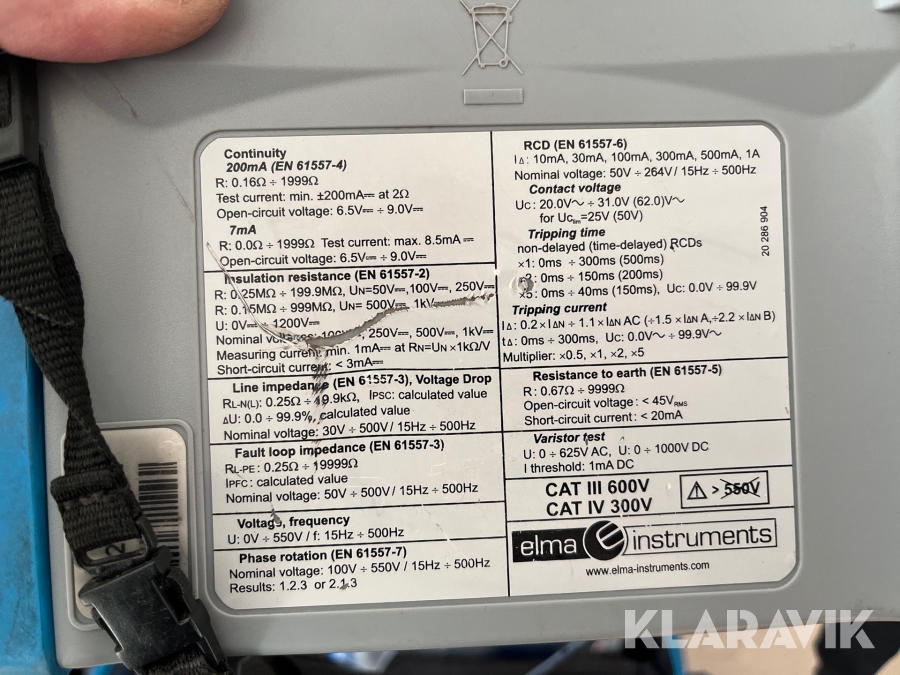 Continuity
200mA (EN 61557-4)
R: 0.16Ω ÷ 1999Ω
Test current: min. ±200mA⎓ at 2Ω
Open-circuit voltage: 6.5V⎓ ÷ 9.0V⎓
7mA
R: 0.0Ω ÷ 1999Ω Test current: max. 8.5mA⎓
Open-circuit voltage: 6.5V⎓ ÷ 9.0V⎓
Insulation resistance (EN 61557-2)
R: 0.25MΩ ÷ 199.9MΩ, UN=50V⎓,100V⎓, 250V⎓
R: 0.15MΩ ÷ 999MΩ, UN= 500V⎓, 1kV⎓
U: 0V⎓ 1200V⎓
Nominal 250V⎓, 500V⎓, 1kV⎓
Measuring current: min. 1mA⎓ at RN=UN x1kΩ/V
Short-circuit current: < 3mA⎓
Line impedance (EN 61557-3), Voltage Drop
RL-N(L): 0.25Ω ÷ 19.9kΩ, IPSC: calculated value
ΔU: 0.0 ÷ 99.9%, calculated value
Nominal voltage: 30V ÷ 500V / 15Hz ÷ 500Hz
Fault loop impedance (EN 61557-3)
RL-PE: 0.25Ω ÷ 19999Ω
IPFC: calculated value
Nominal voltage: 50V ÷ 500V / 15Hz ÷ 500Hz
Voltage, frequency
U: 0V ÷ 550V / f: 15Hz ÷ 500Hz
Phase rotation (EN 61557-7)
Nominal voltage: 100V ÷ 550V / 15Hz ÷ 500Hz
Results: 1.2.3 or 2.1.3
RCD (EN 61557-6)
IΔ: 10mA, 30mA, 100mA, 300mA, 500mA, 1A
Nominal voltage: 50V ÷ 264V / 15Hz ÷ 500Hz
Contact voltage
UC: 20.0V～ ÷ 31.0V (62.0)V～
for UClim=25V (50V)
Tripping time
non-delayed (time-delayed) RCDs
×1: 0ms ÷ 300ms (500ms)
: 0ms ÷ 150ms (200ms)
×5: 0ms ÷ 40ms (150ms), Uc: 0.0V ÷ 99.9V
Tripping current
IΔ: 0.2×IΔN ÷ 1.1×IΔN AC (÷1.5×IΔN A,÷2.2×IΔN B)
tΔ: 0ms ÷ 300ms, Uc: 0.0V～ ÷ 99.9V～
Multiplier: ×0.5, ×1, ×2, ×5
Resistance to earth (EN 61557-5)
R: 0.67Ω ÷ 9999Ω
Open-circuit voltage: < 45VRMS
Short-circuit current: < 20mA
Varistor test
U: 0 ÷ 625V AC, U: 0 ÷ 1000V DC
I threshold: 1mA DC
CAT III 600V
CAT IV 300V
> 550V
elma instruments
www.elma-instruments.com
20 286 904
2
KLARAVIK